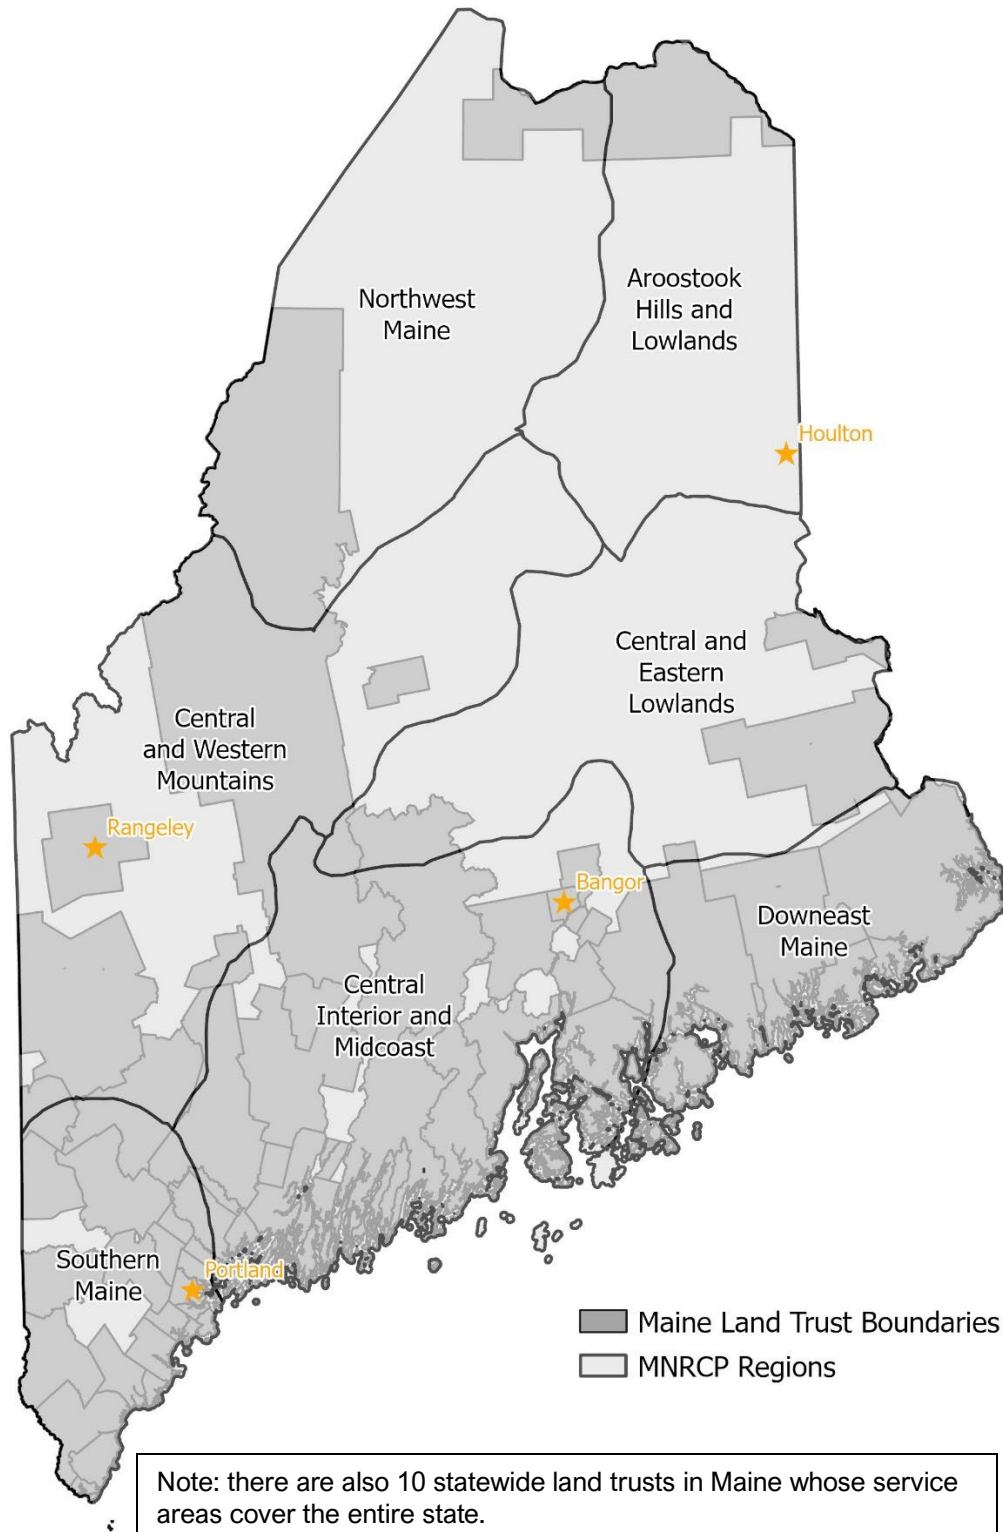 Northwest
Maine
Aroostook
Hills and
Lowlands
Houlton
Central and
Eastern
Lowlands
Central
and Western
Mountains
Rangeley
Bangor
Downeast
Maine
Central
Interior and
Midcoast
Southern
Maine
Portland
Maine Land Trust Boundaries
MNRCP Regions
Note: there are also 10 statewide land trusts in Maine whose service
areas cover the entire state.